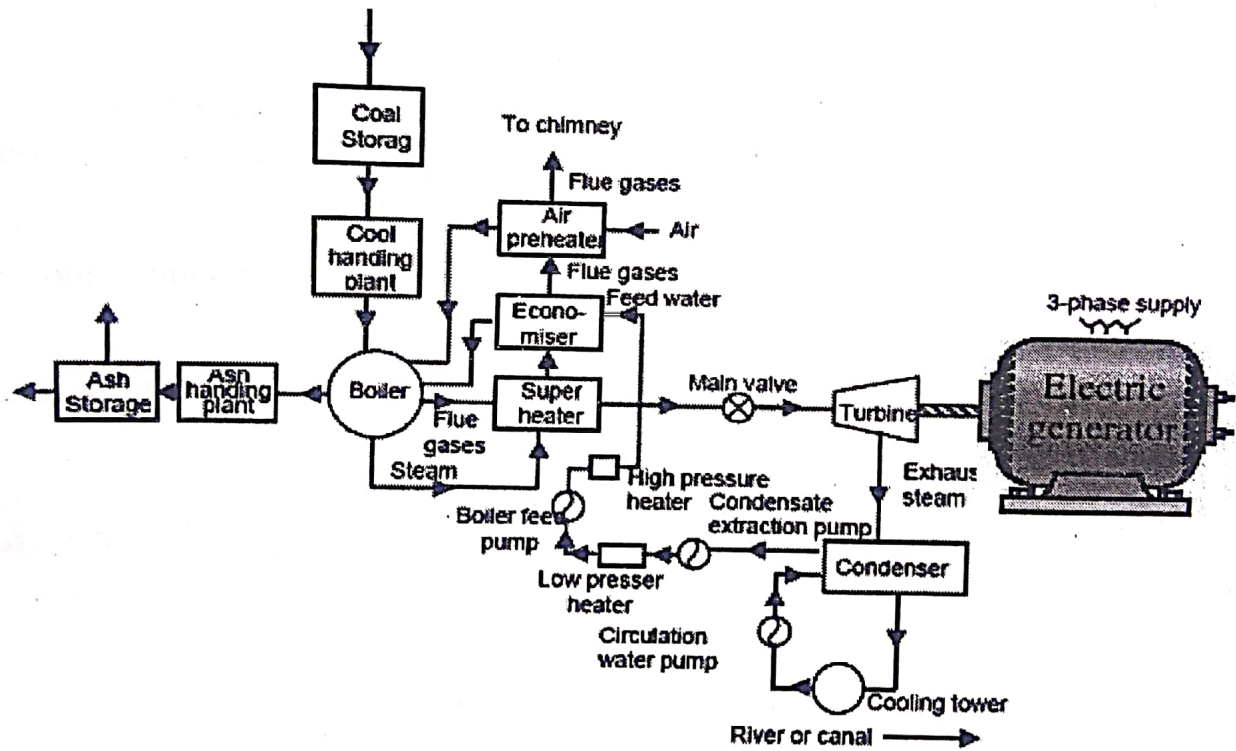 Coal
Storag
To chimney
Flue gases
Cool
handing
plant
Air
preheater
Air
Flue gases
Feed water
Econo-
miser
3-phase supply
Ash
Storage
Ash
handing
plant
Boiler
Super
heater
Main valve
Turbine
Electric
generator
Flue
gases
Steam
High pressure
heater
Exhaus
steam
Boiler feed
pump
Condensate
extraction pump
Low presser
heater
Condenser
Circulation
water pump
Cooling tower
River or canal